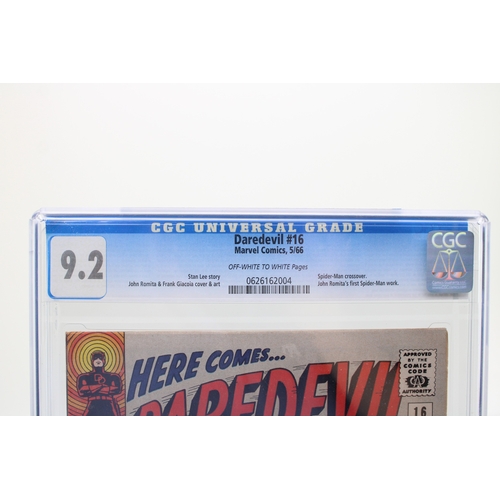 CGC UNIVERSAL GRADE
9.2
Daredevil #16
Marvel Comics, 5/66
OFF-WHITE TO WHITE Pages
Stan Lee story
John Romita & Frank Giacoia cover & art
0626162004
Spider-Man crossover.
John Romita's first Spider-Man work.
CGC
HERE COMES...
DAREDEVIL
APPROVED
BY THE
COMICS
CODE
AUTHORITY
16
DD